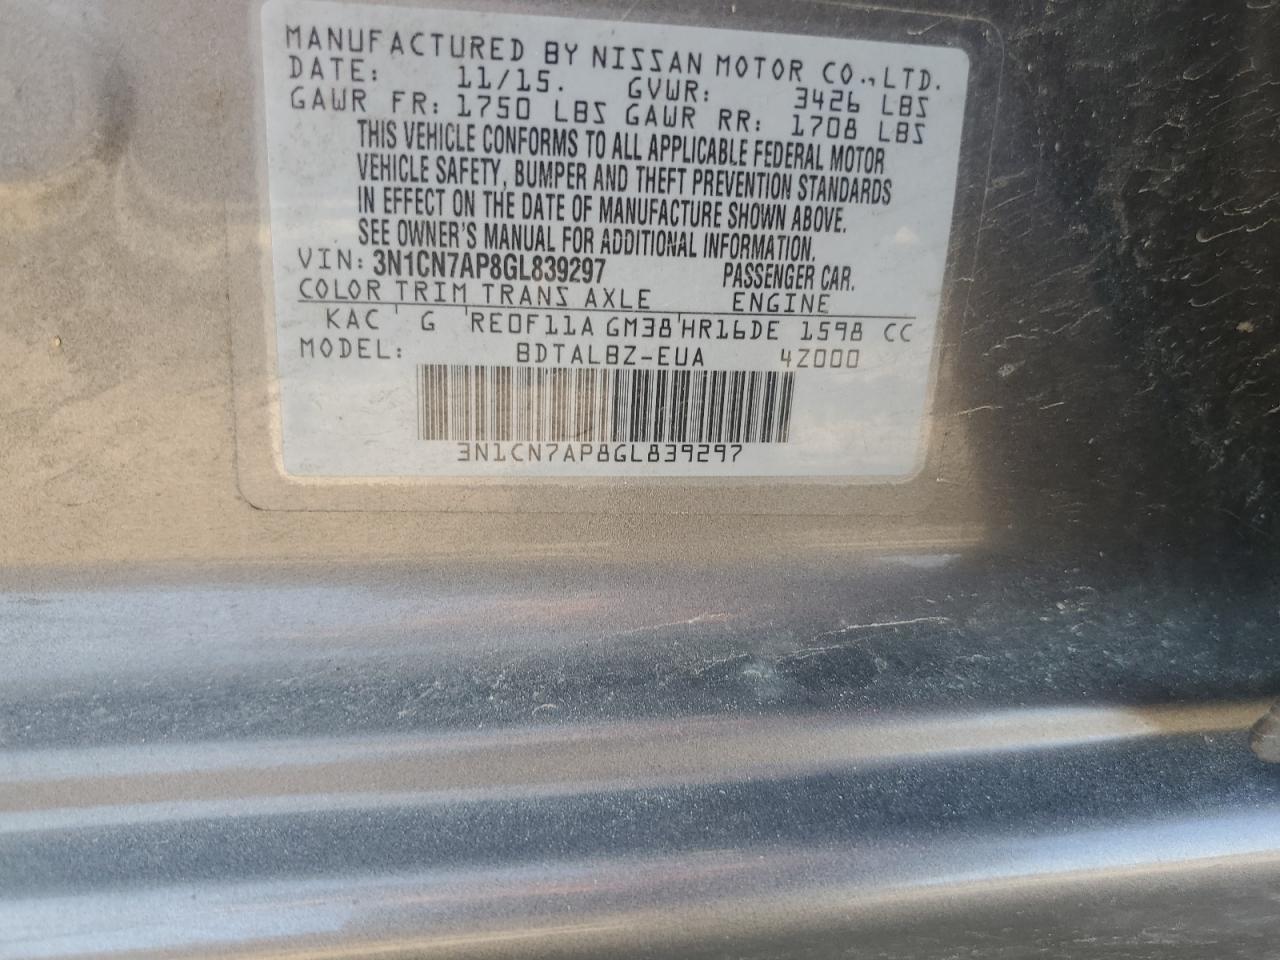 MANUFACTURED BY NISSAN MOTOR CO.,LTD.
DATE: 11/15. GVWR: 3426 LBS
GAWR FR: 1750 LBS GAWR RR: 1708 LBS
THIS VEHICLE CONFORMS TO ALL APPLICABLE FEDERAL MOTOR
VEHICLE SAFETY, BUMPER AND THEFT PREVENTION STANDARDS
IN EFFECT ON THE DATE OF MANUFACTURE SHOWN ABOVE.
SEE OWNER'S MANUAL FOR ADDITIONAL INFORMATION.
VIN: 3N1CN7AP8GL839297 PASSENGER CAR.
COLOR TRIM TRANS AXLE ENGINE
KAC G RE0F11A GM38 HR16DE 1598 CC
MODEL: BDTALBZ-EUA 4Z000
3N1CN7AP8GL839297